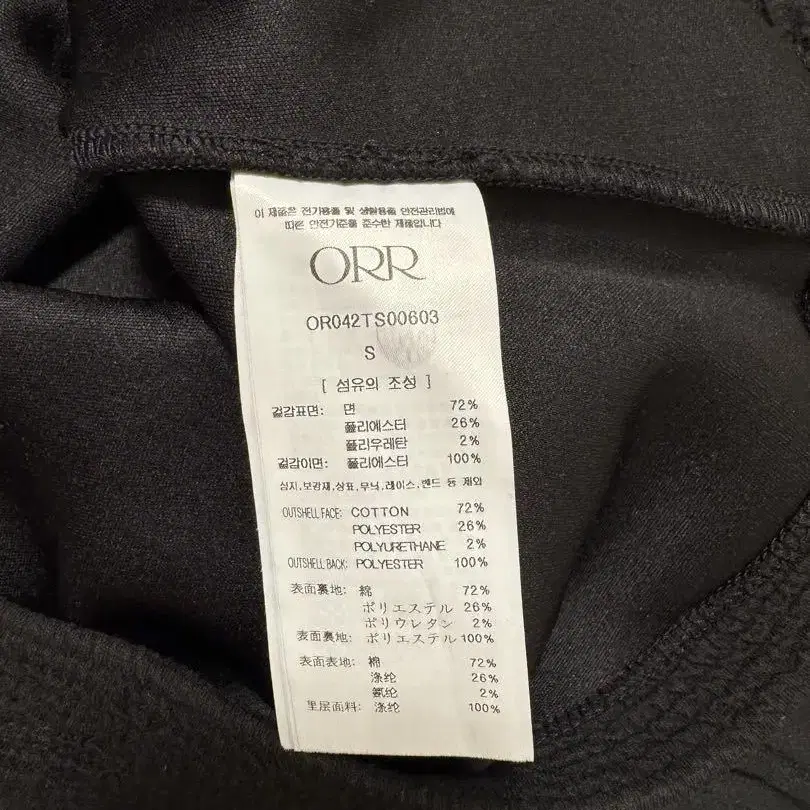 이 제품은 전기용품 및 생활용품 안전관리법에
따른 안전기준을 준수한 제품입니다
ORR
OR042TS00603
S
[ 섬유의 조성 ]
겉감표면: 면 72%
폴리에스터 26%
폴리우레탄 2%
겉감이면: 폴리에스터 100%
심지,보강재,상표,무늬,레이스,밴드 등 제외
OUTSHELL FACE: COTTON 72%
POLYESTER 26%
POLYURETHANE 2%
OUTSHELL BACK: POLYESTER 100%
表面裏地: 綿 72%
ポリエステル 26%
ポリウレタン 2%
表面裏地: ポリエステル 100%
表面表地: 棉 72%
涤纶 26%
氨纶 2%
里层面料: 涤纶 100%